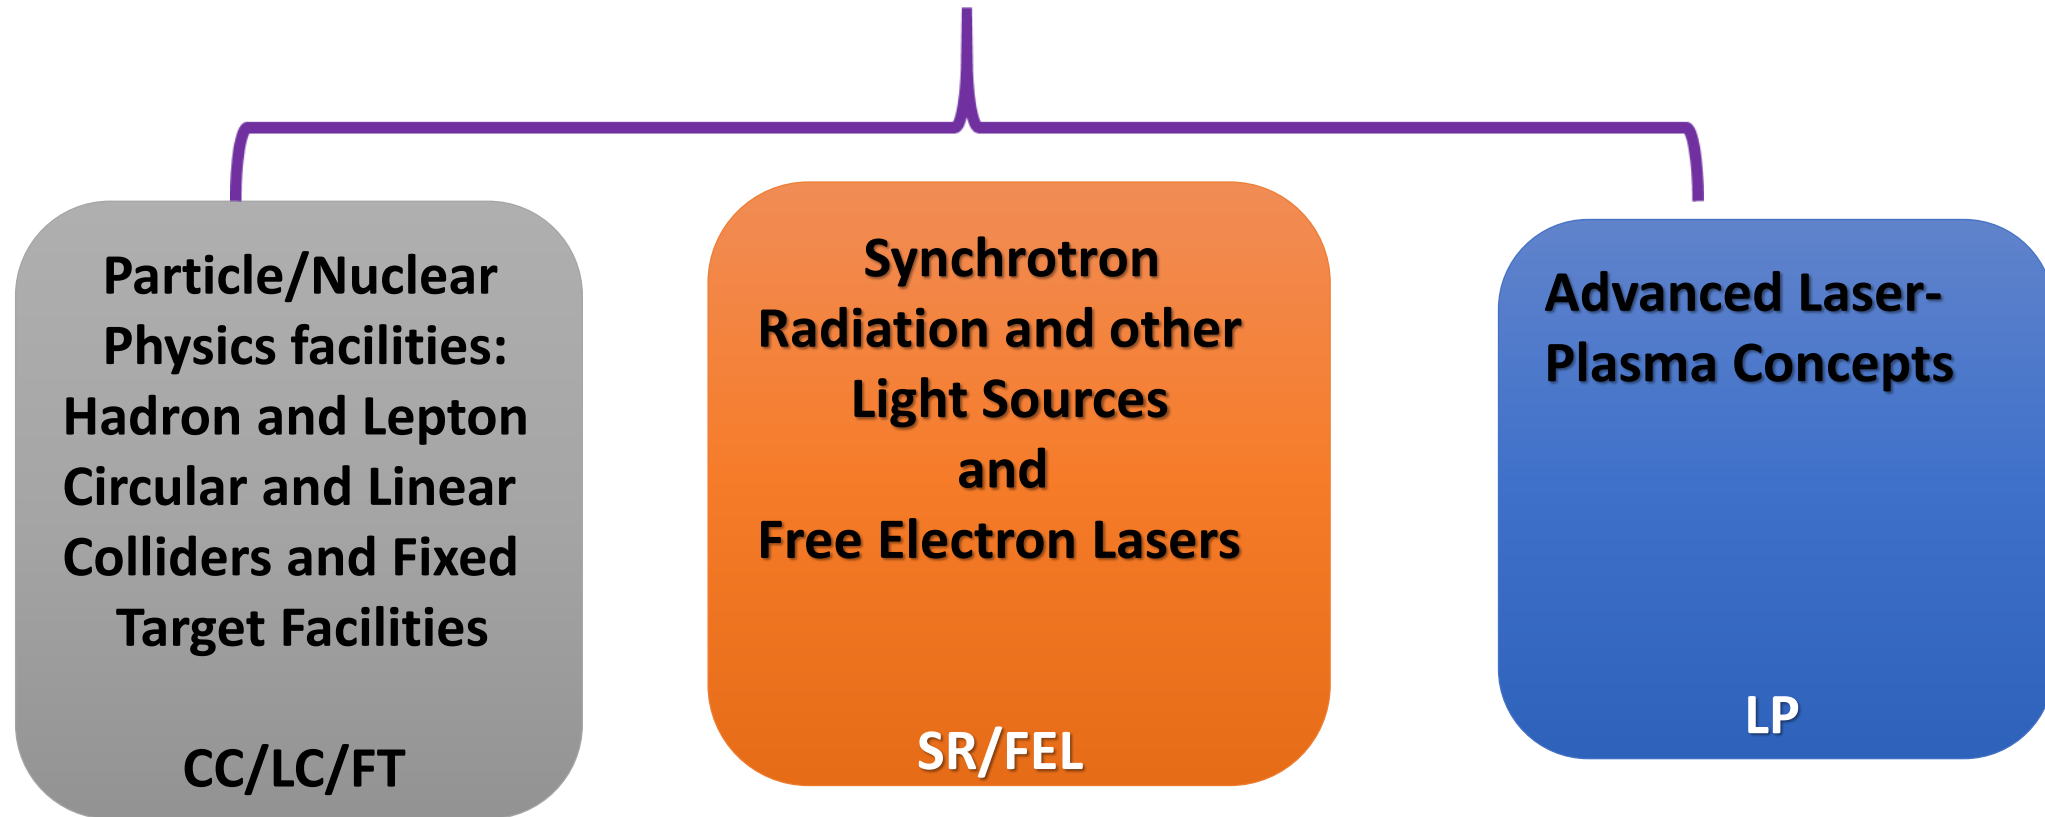 Particle/Nuclear
Physics facilities:
Hadron and Lepton
Circular and Linear
Colliders and Fixed
Target Facilities
CC/LC/FT
Synchrotron
Radiation and other
Light Sources
and
Free Electron Lasers
SR/FEL
Advanced Laser-
Plasma Concepts
LP